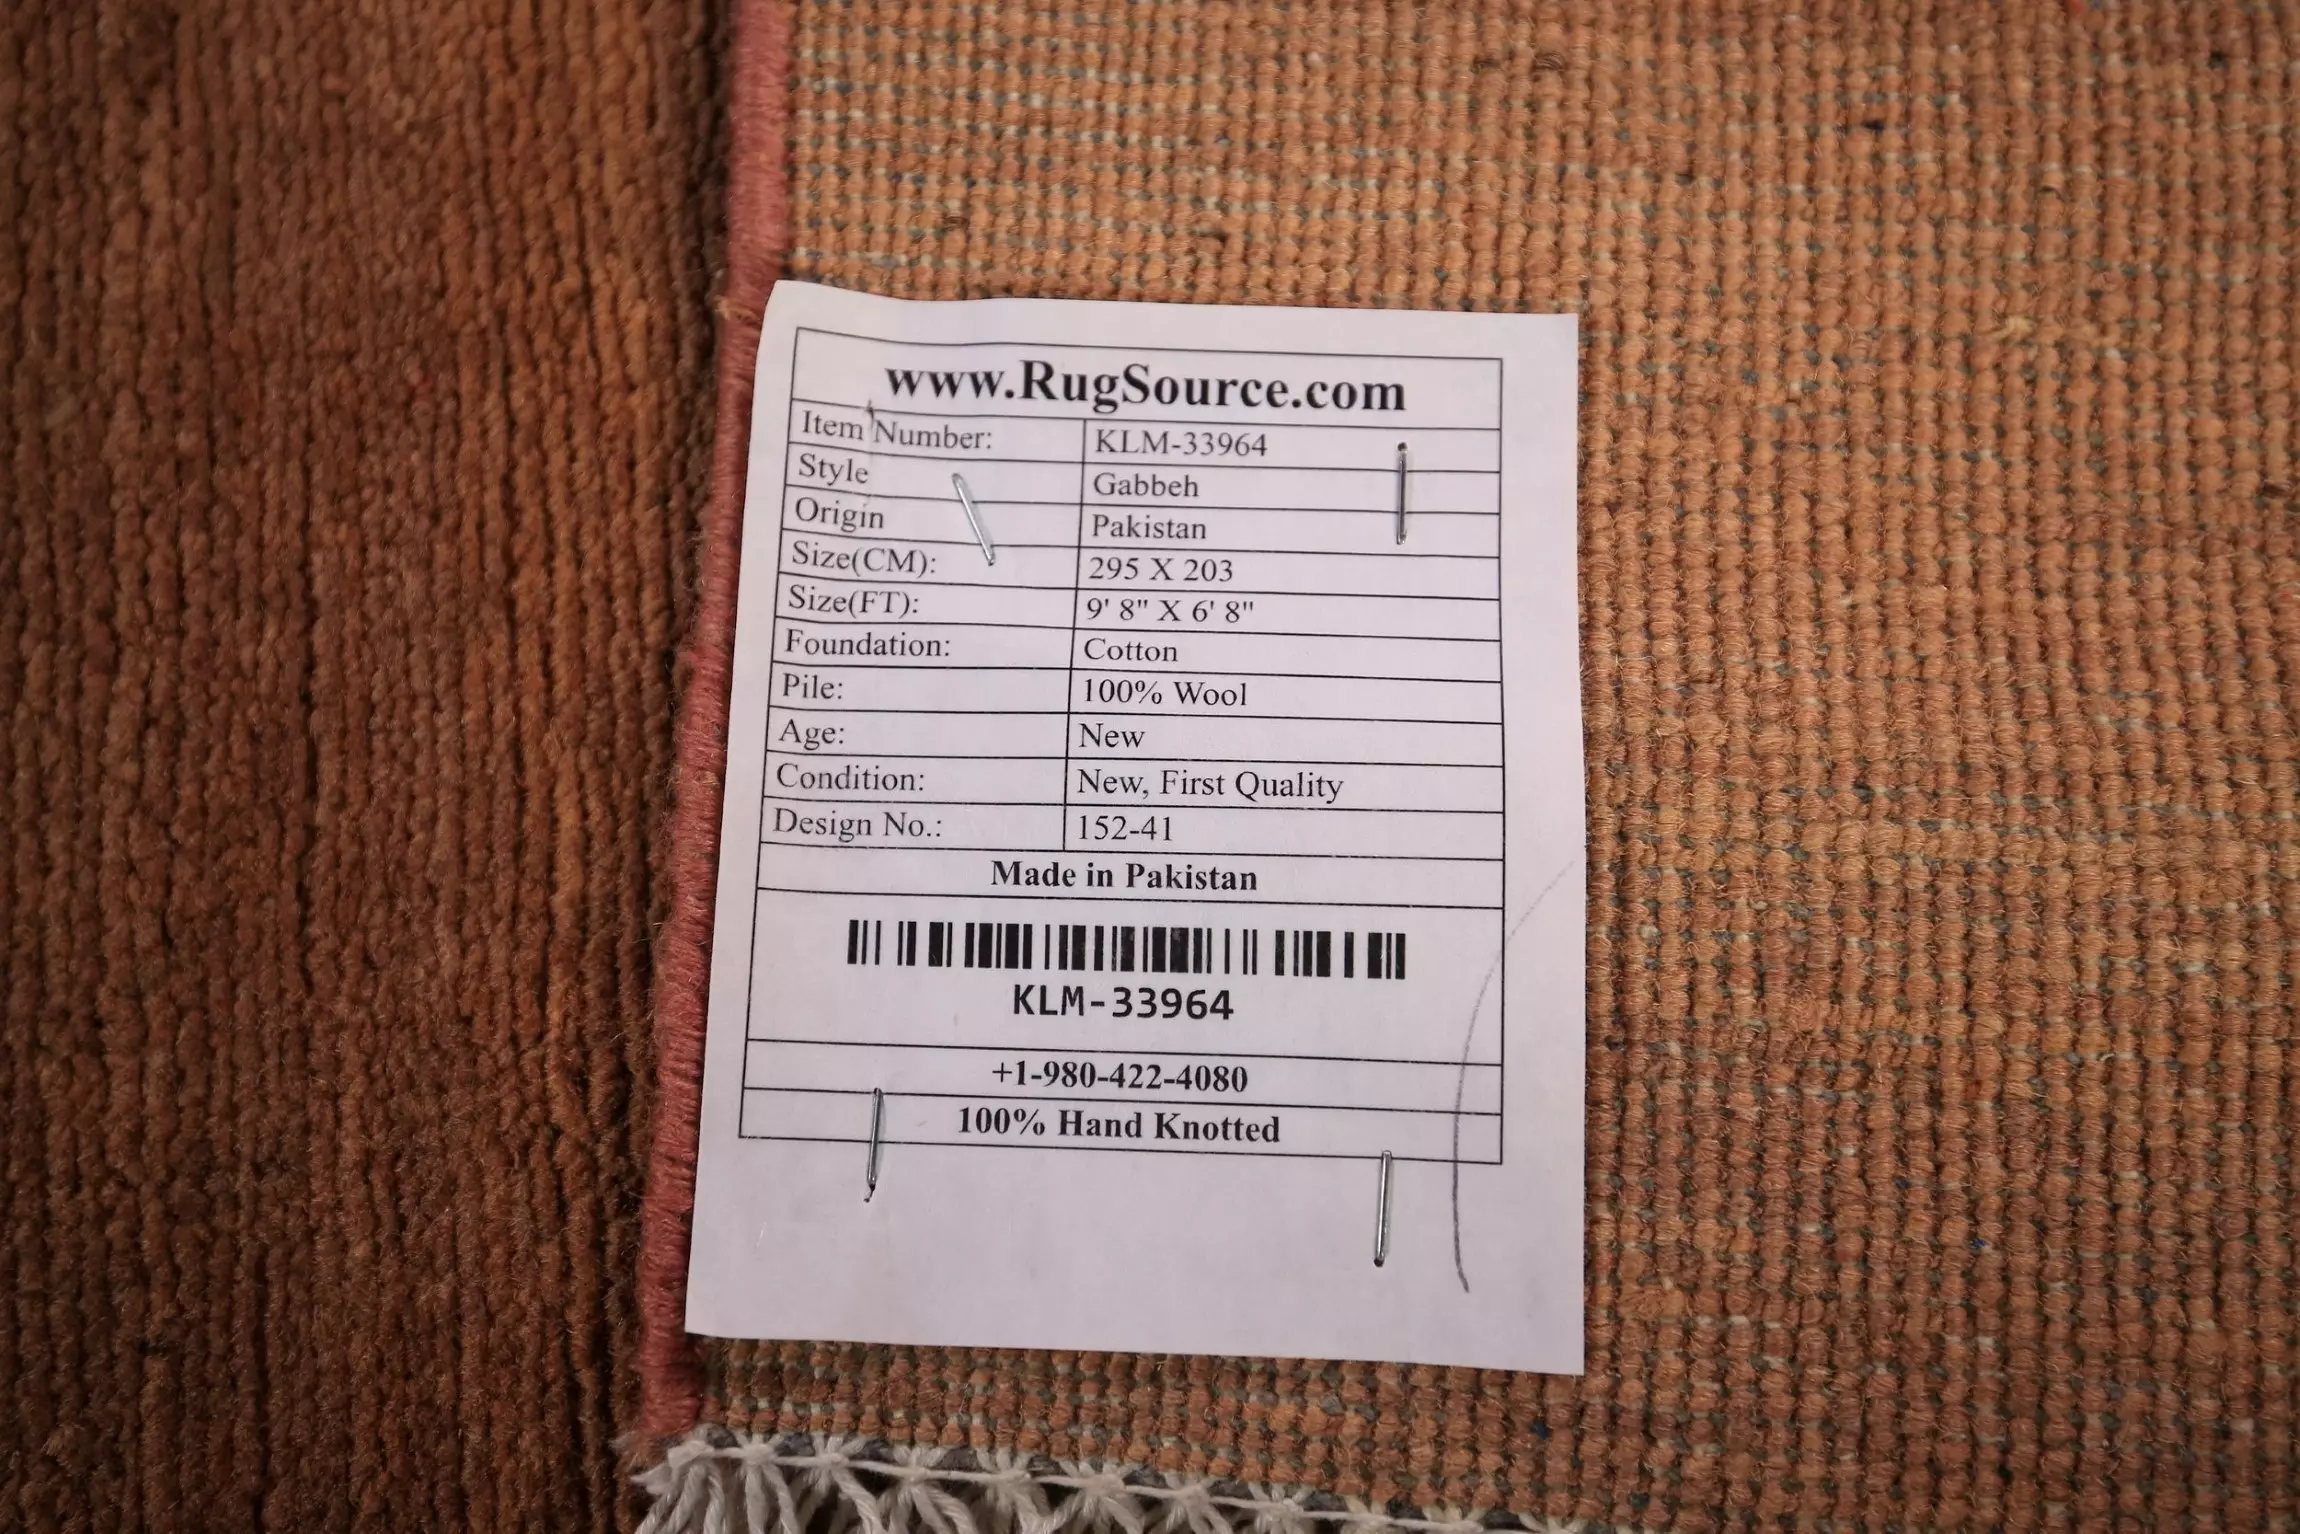 www.RugSource.com
Item Number: KLM-33964
Style Gabbeh
Origin Pakistan
Size(CM): 295 X 203
Size(FT): 9' 8" X 6' 8"
Foundation: Cotton
Pile: 100% Wool
Age: New
Condition: New, First Quality
Design No.: 152-41
Made in Pakistan
KLM-33964
+1-980-422-4080
100% Hand Knotted